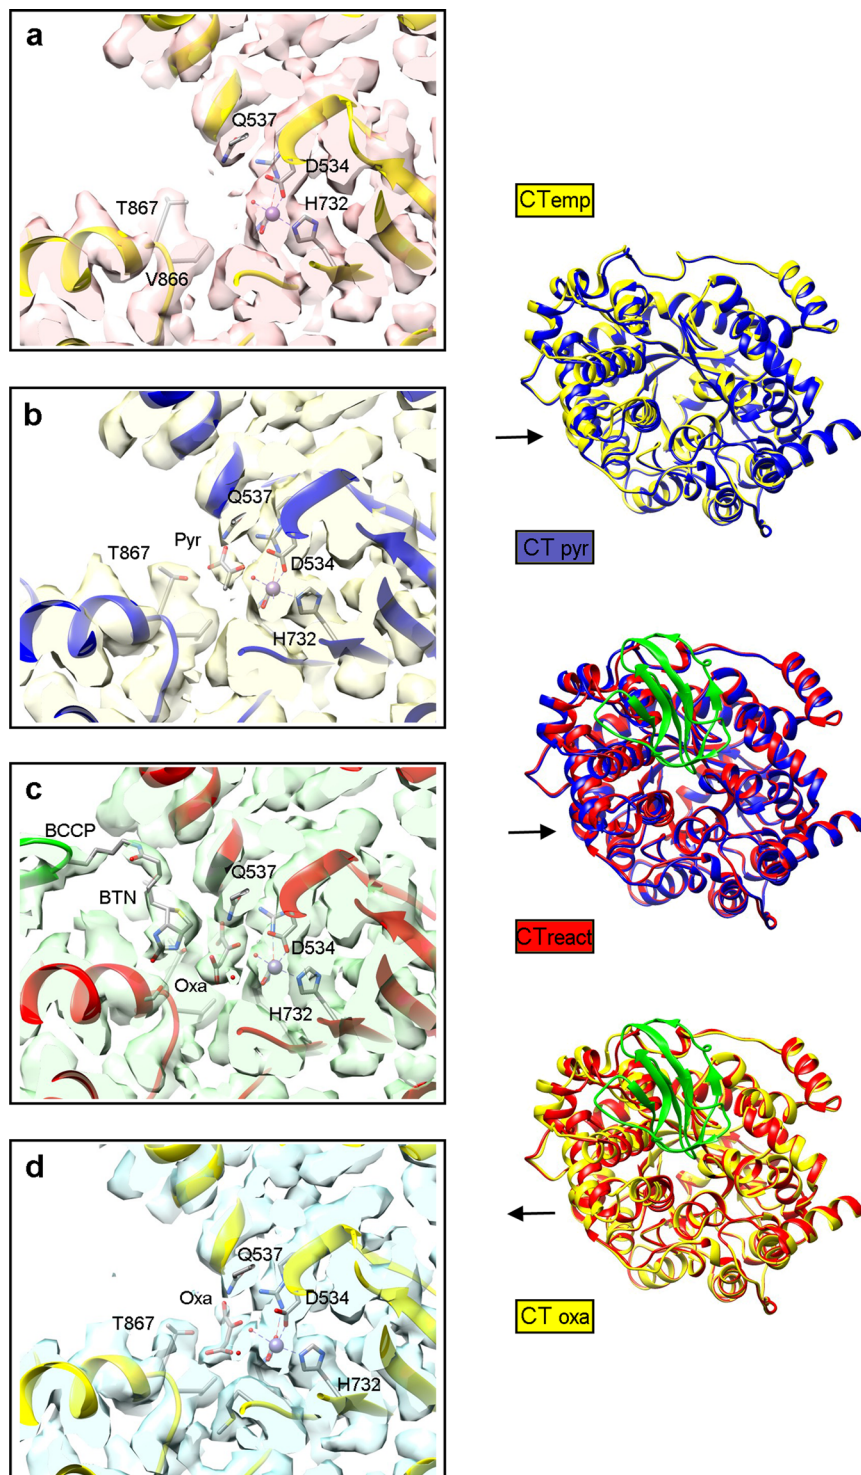 a
Q537
D534
T867
H732
V866
b
Q537
Pyr
T867
D534
H732
c
BCCP
Q537
BTN
D534
Oxa
H732
d
Q537
Oxa
D534
T867
H732
CTemp
CT pyr
CTreact
CT oxa